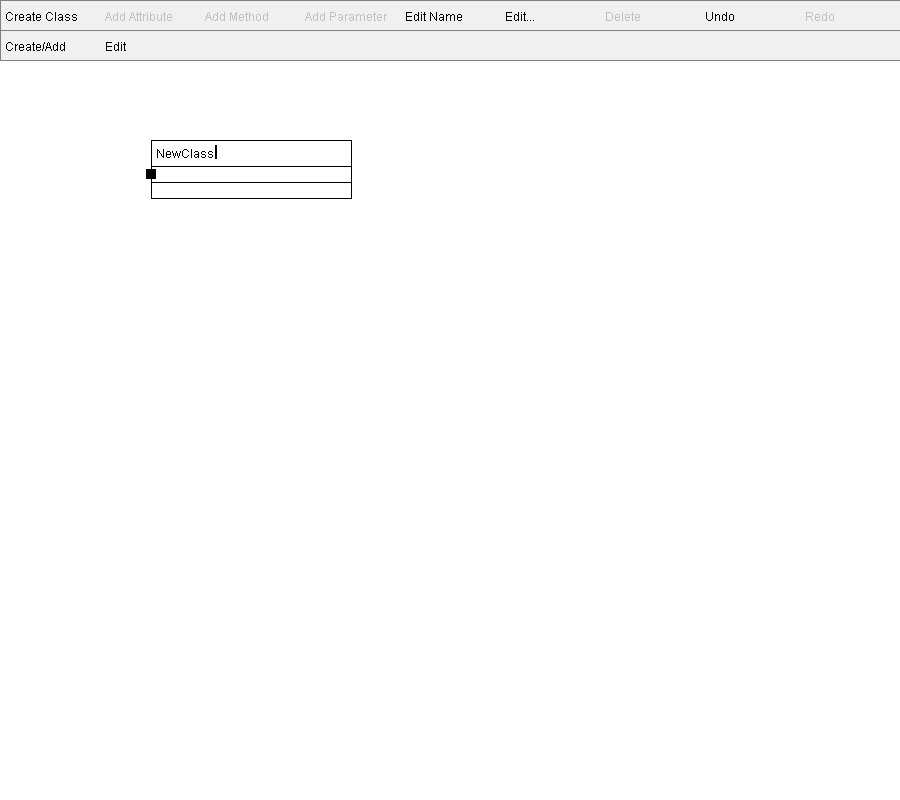 Create Class Add Attribute Add Method Add Parameter Edit Name Edit... Delete Undo Redo
Create/Add Edit
NewClass